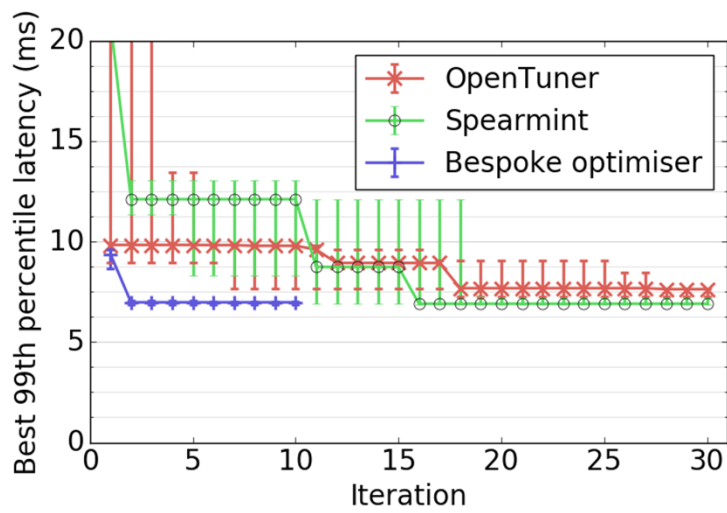 Best 99th percentile latency (ms)
20
15
10
5
0
OpenTuner
Spearmint
Bespoke optimiser
0 5 10 15 20 25 30
Iteration